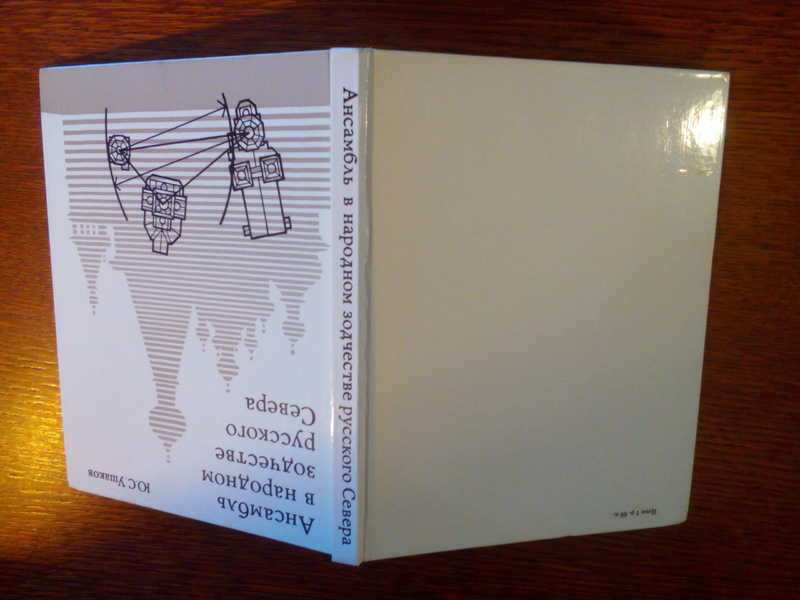 Ю.С.Ушаков
Ансамбль
в народном
зодчестве
русского
Севера
Ансамбль в народном зодчестве русского Севера